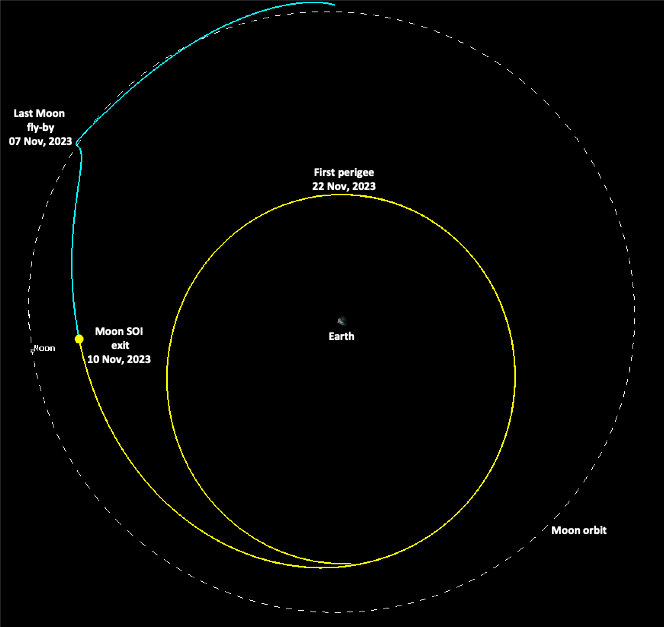 Last Moon
fly-by
07 Nov, 2023
First perigee
22 Nov, 2023
Earth
Moon SOI
exit
10 Nov, 2023
Moon
Moon orbit